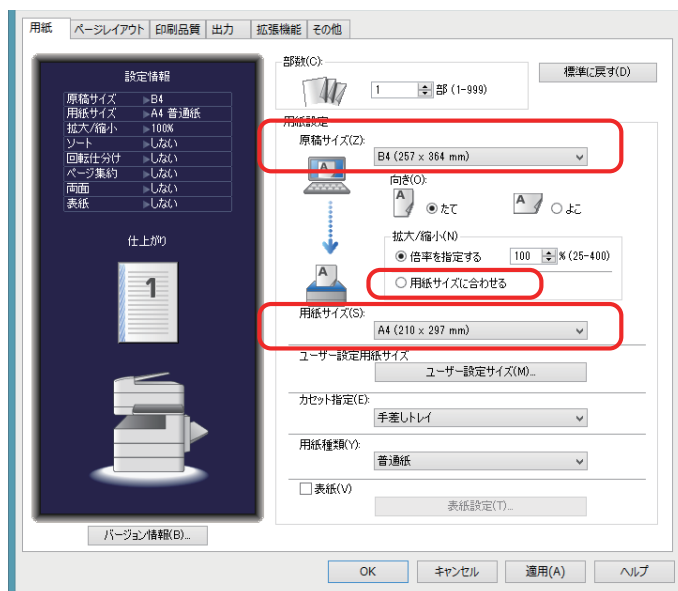 用紙 ページレイアウト 印刷品質 出力 拡張機能 その他
設定情報
原稿サイズ ▶B4
用紙サイズ ▶A4 普通紙
拡大/縮小 ▶100%
ソート ▶しない
回転仕分け ▶しない
ページ集約 ▶しない
両面 ▶しない
表紙 ▶しない
仕上がり
1
バージョン情報(B)...
部数(C):
1 部 (1-999)
標準に戻す(D)
用紙設定
原稿サイズ(Z):
B4 (257 x 364 mm)
向き(O):
A たて A よこ
拡大/縮小(N)
倍率を指定する 100 % (25-400)
用紙サイズに合わせる
A
A
用紙サイズ(S):
A4 (210 x 297 mm)
ユーザー設定用紙サイズ
ユーザー設定サイズ(M)...
カセット指定(E):
手差しトレイ
用紙種類(Y):
普通紙
表紙(V)
表紙設定(T)...
OK キャンセル 適用(A) ヘルプ